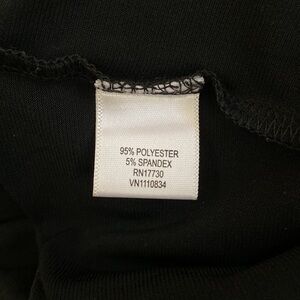 95% POLYESTER
5% SPANDEX
RN17730
VN1110834